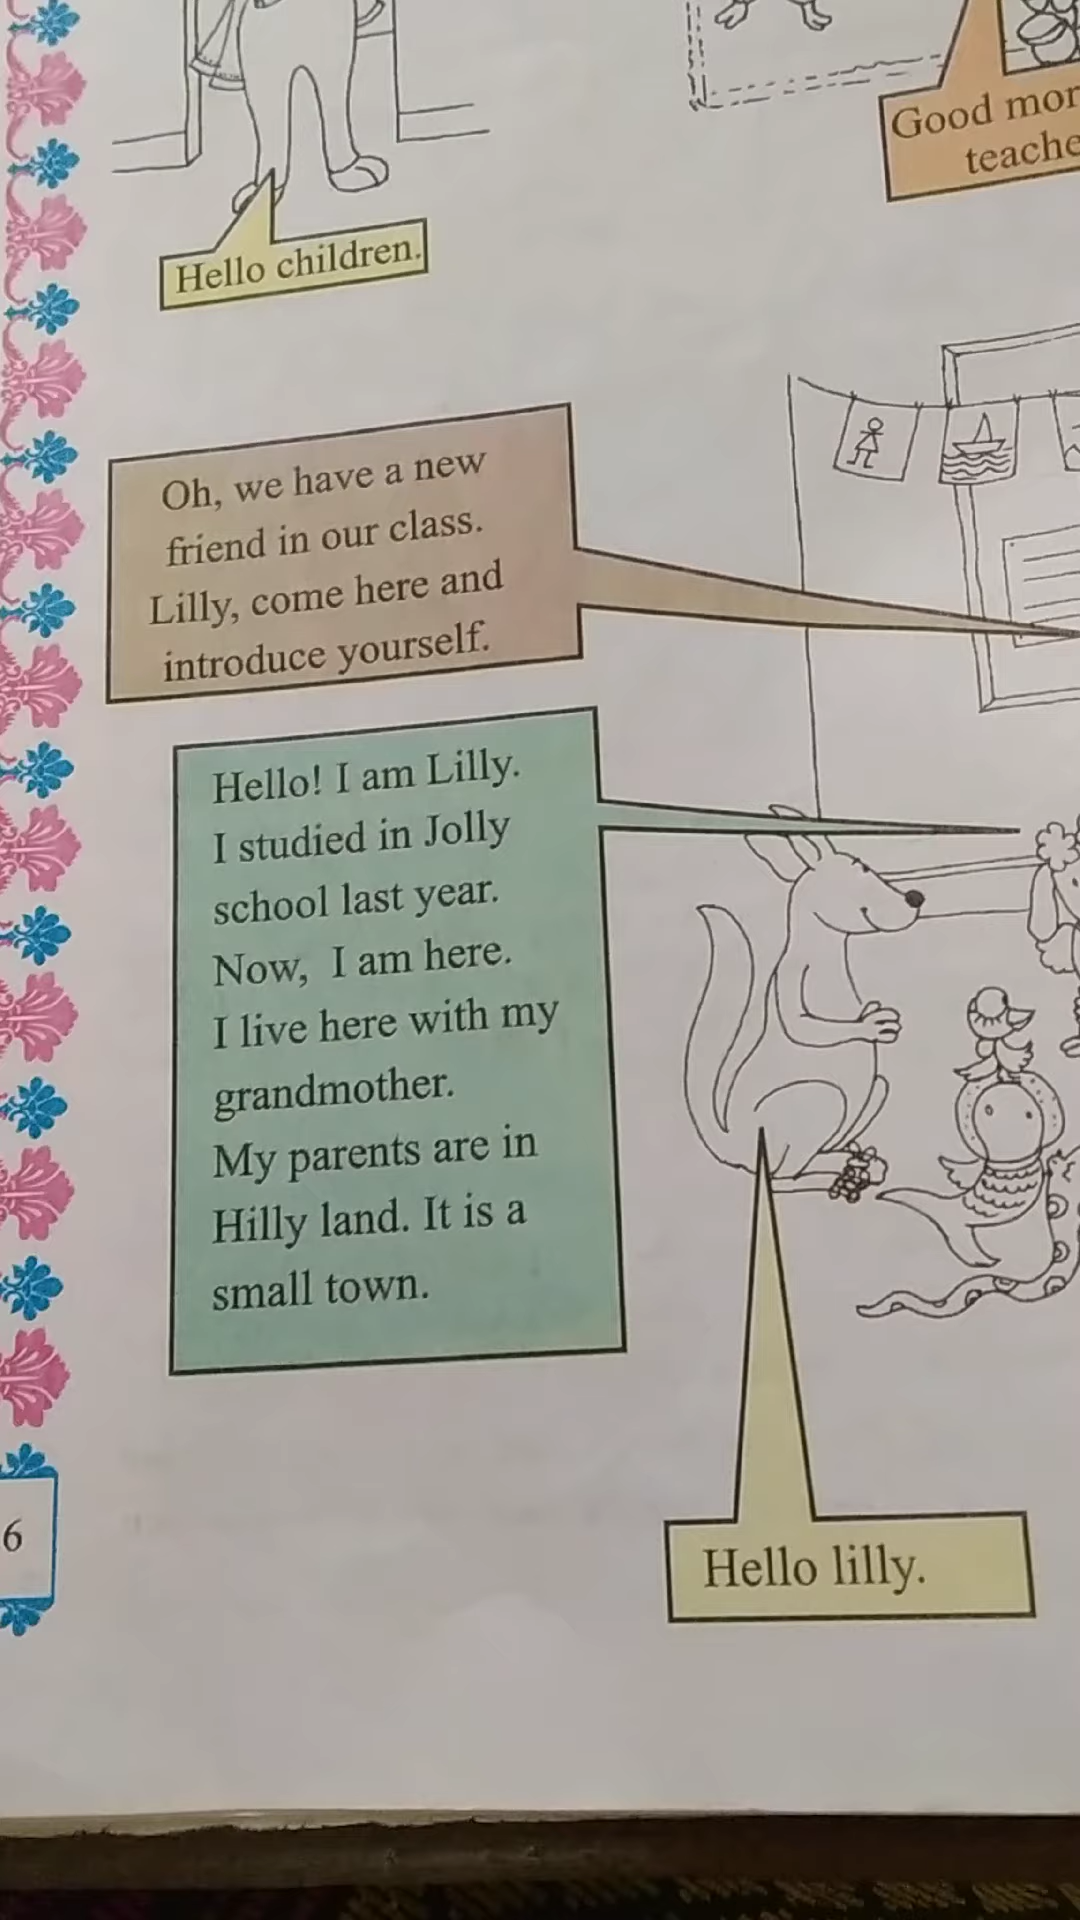 Good
Hello children.
Oh, we have a new
friend in our class.
Lilly, come here and
introduce yourself.
Hello! I am Lilly.
I studied in Jolly
school last year.
Now, I am here.
I live here with my
grandmother.
My parents are in
Hilly land. It is a
small town.
Hello lilly.
6